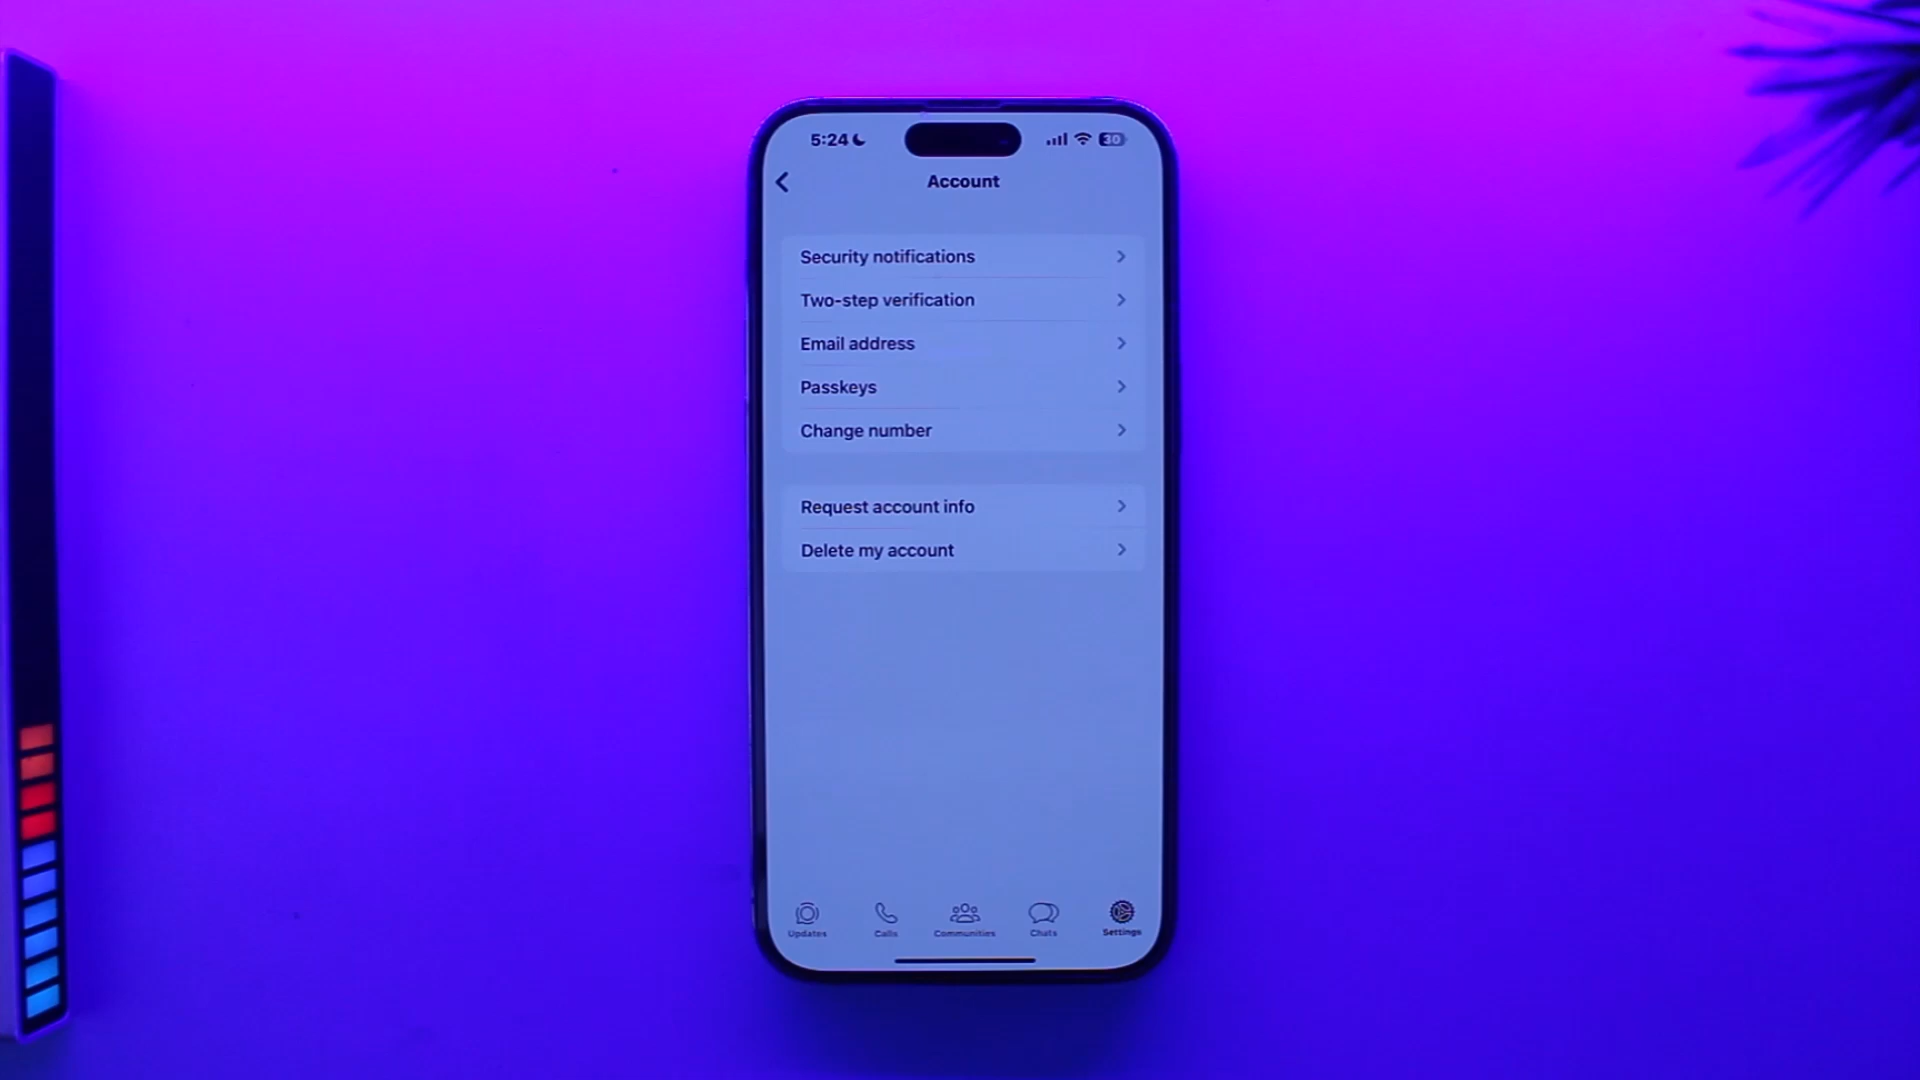 5:24
30
Account
Security notifications
Two-step verification
Email address
Passkeys
Change number
Request account info
Delete my account
Updates
Calls
Communities
Chats
Settings